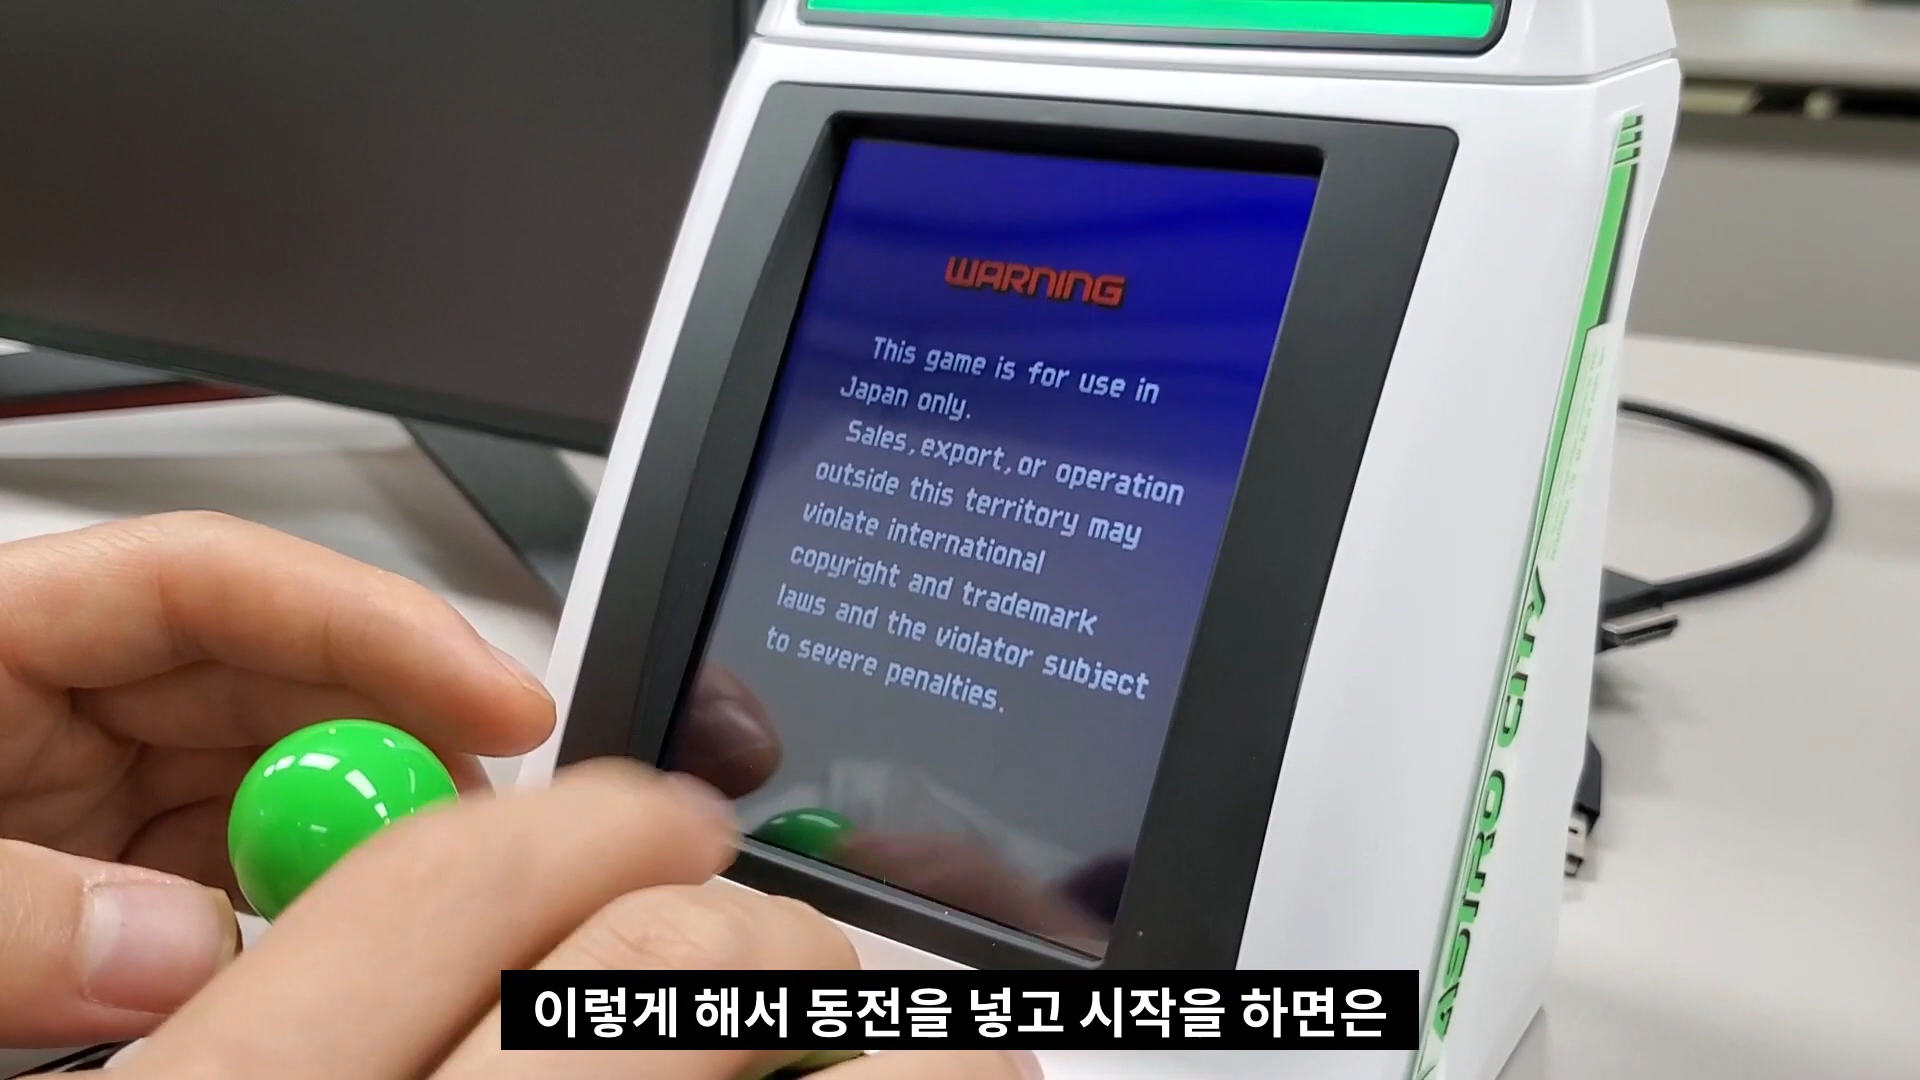 WARNING
This game is for use in
Japan only.
Sales, export, or operation
outside this territory may
violate international
copyright and trademark
laws and the violator subject
to severe penalties.
ASTRO CITY
이렇게 해서 동전을 넣고 시작을 하면은